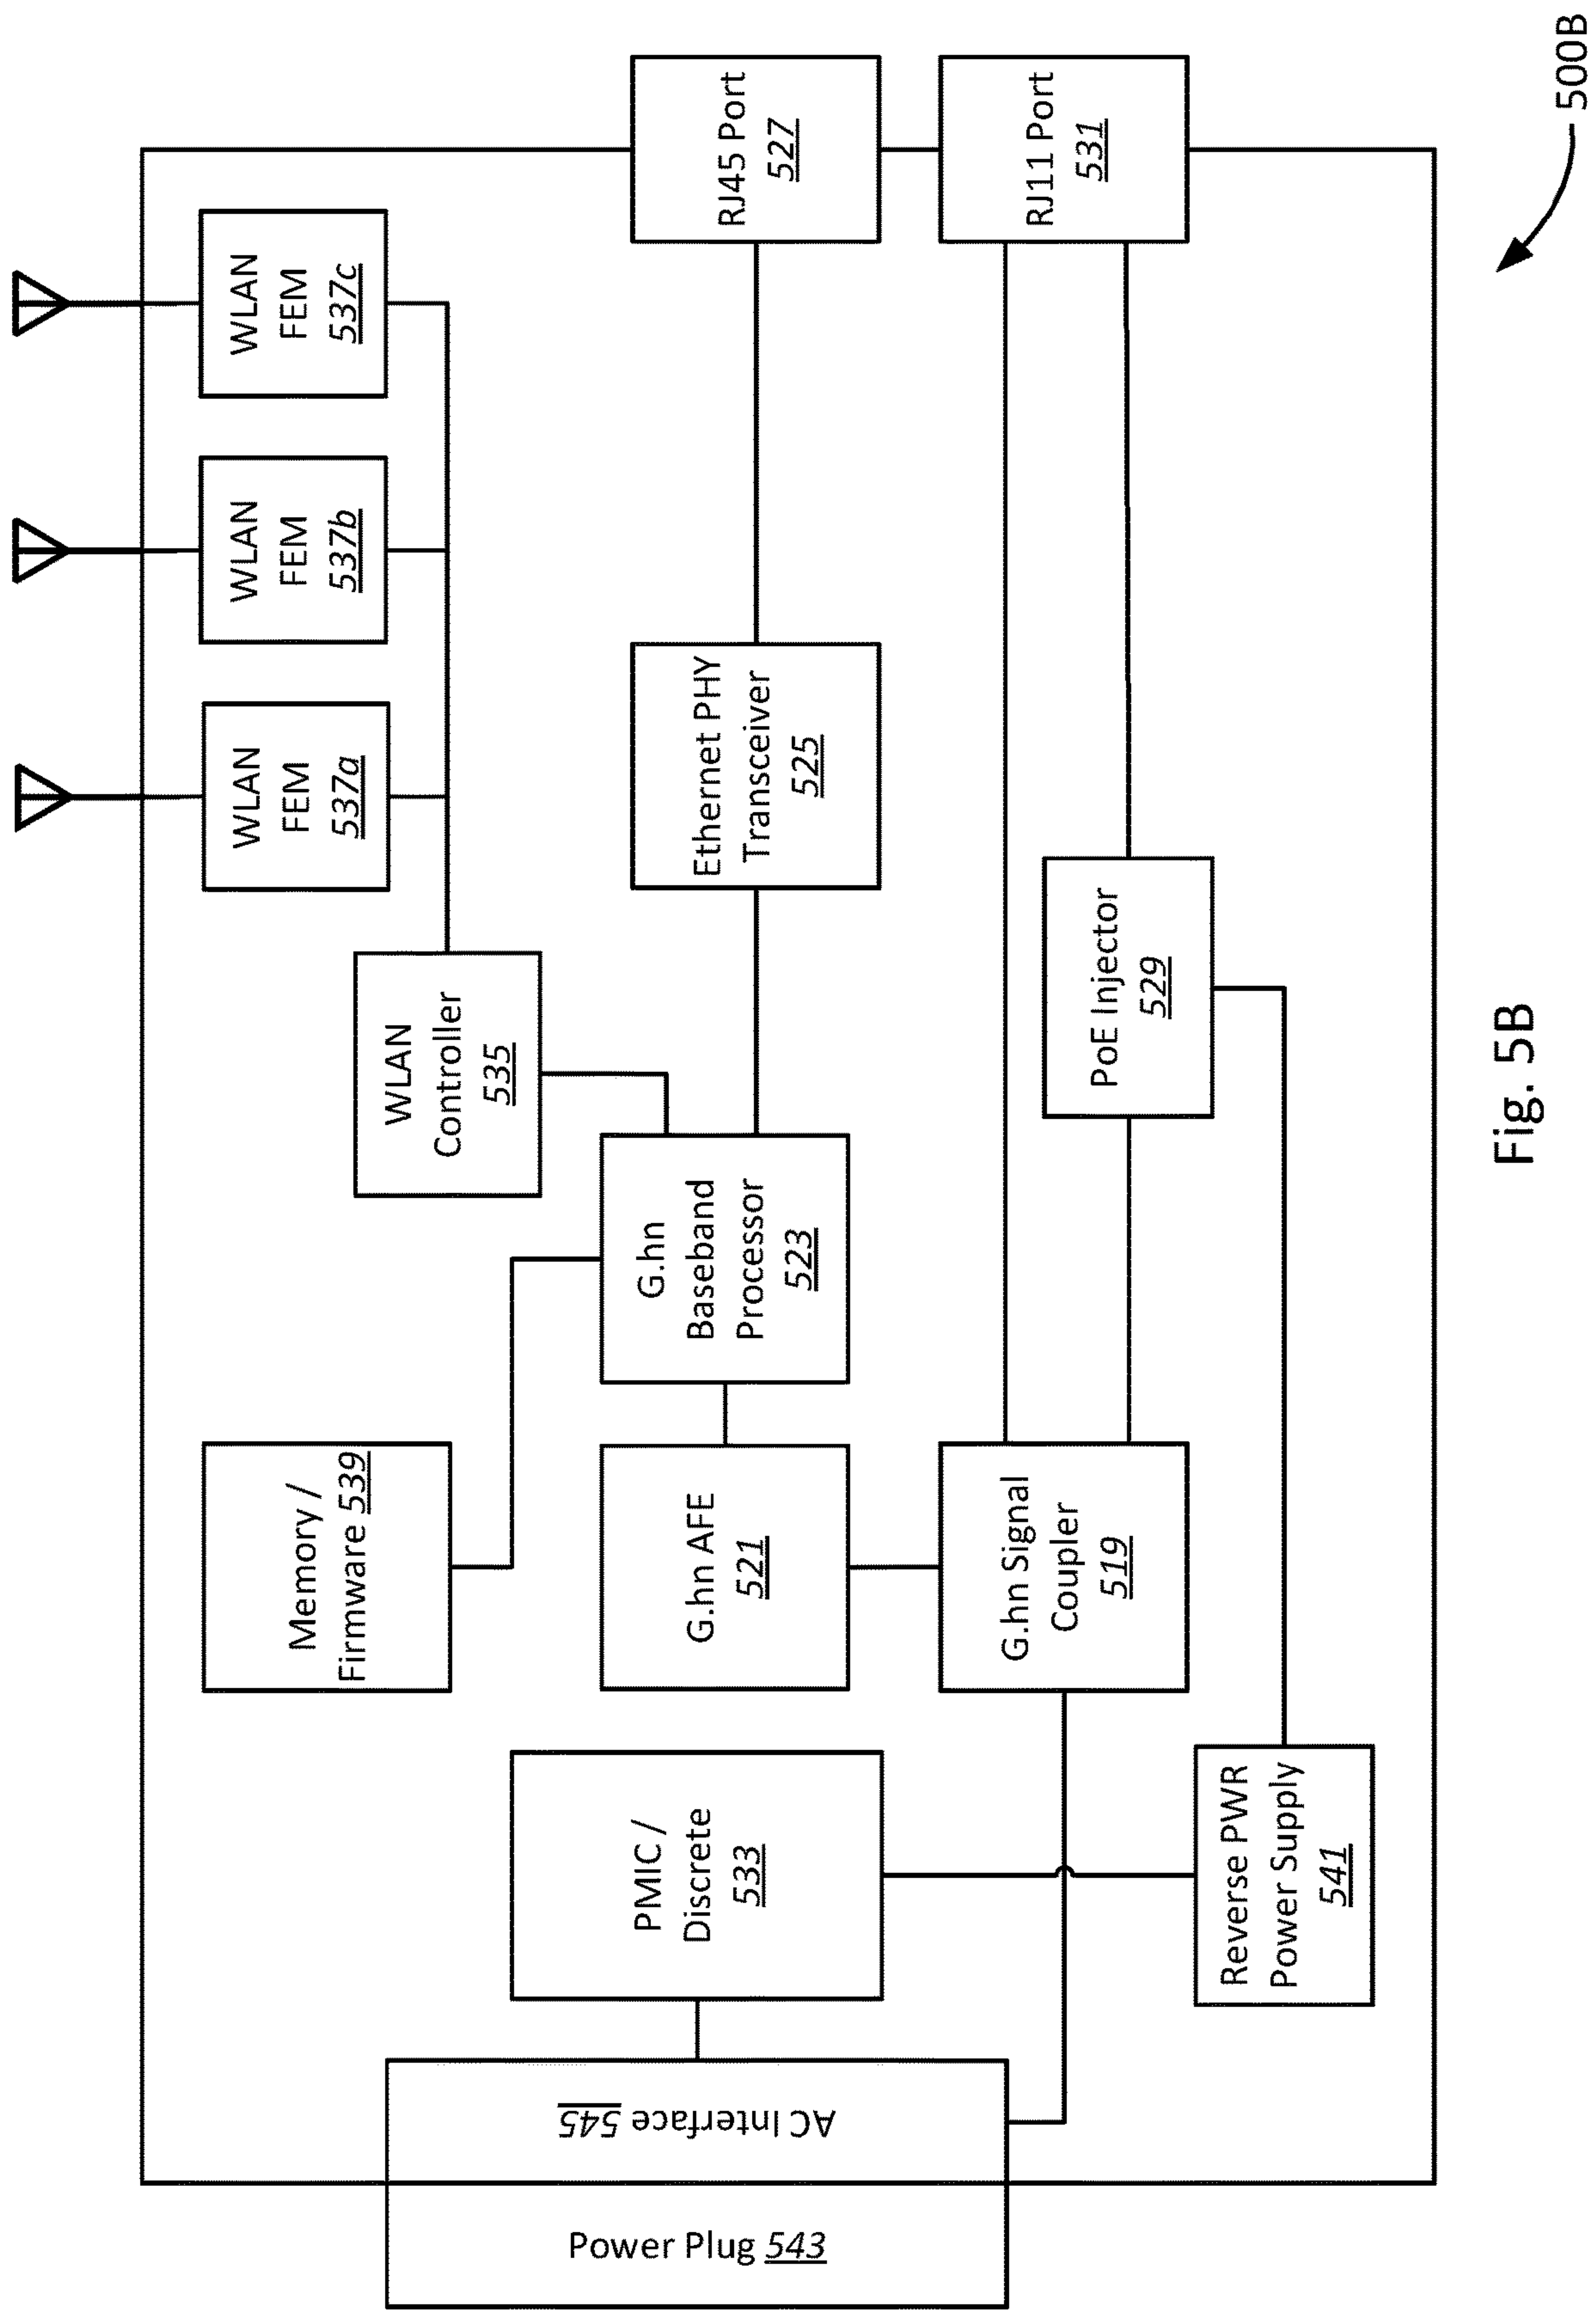 Power Plug 543
AC Interface 545
PMIC /
Discrete
533
Reverse PWR
Power Supply
541
Memory /
Firmware 539
G.hn AFE
521
G.hn Signal
Coupler
519
G.hn
Baseband
Processor
523
WLAN
Controller
535
PoE Injector
529
Ethernet PHY
Transceiver
525
WLAN
FEM
537a
WLAN
FEM
537b
WLAN
FEM
537c
RJ45 Port
527
RJ11 Port
531
500B
Fig. 5B